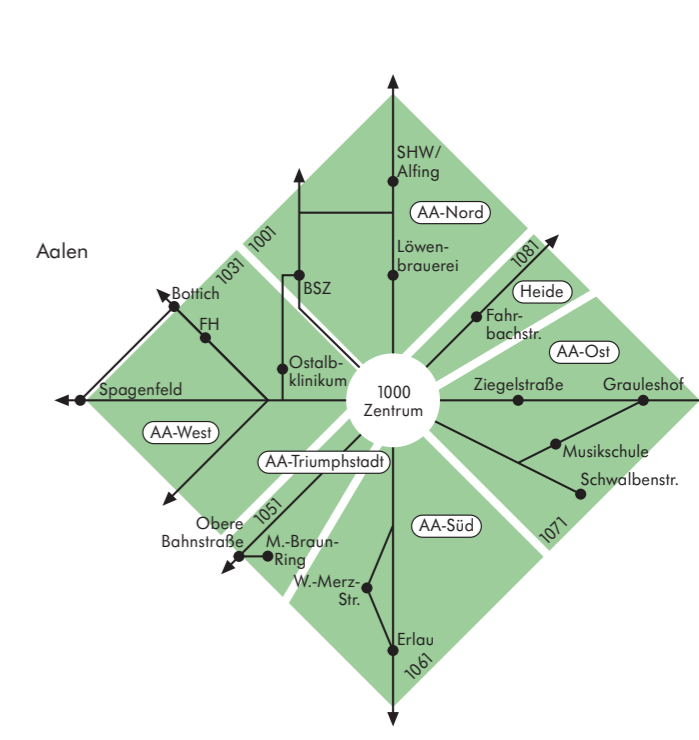 SHW/
Alfing
AA-Nord
1001
1081
Aalen
Löwen-
brauerei
1031
BSZ
Heide
Bottich
FH
Fahr-
bachstr.
AA-Ost
Ostalb-
klinikum
Spagenfeld
1000
Zentrum
Ziegelstraße
Grauleshof
AA-West
Musikschule
AA-Triumphstadt
Schwalbenstr.
1051
Obere
Bahnstraße
M.-Braun-
Ring
AA-Süd
1071
W.-Merz-
Str.
Erlau
1061